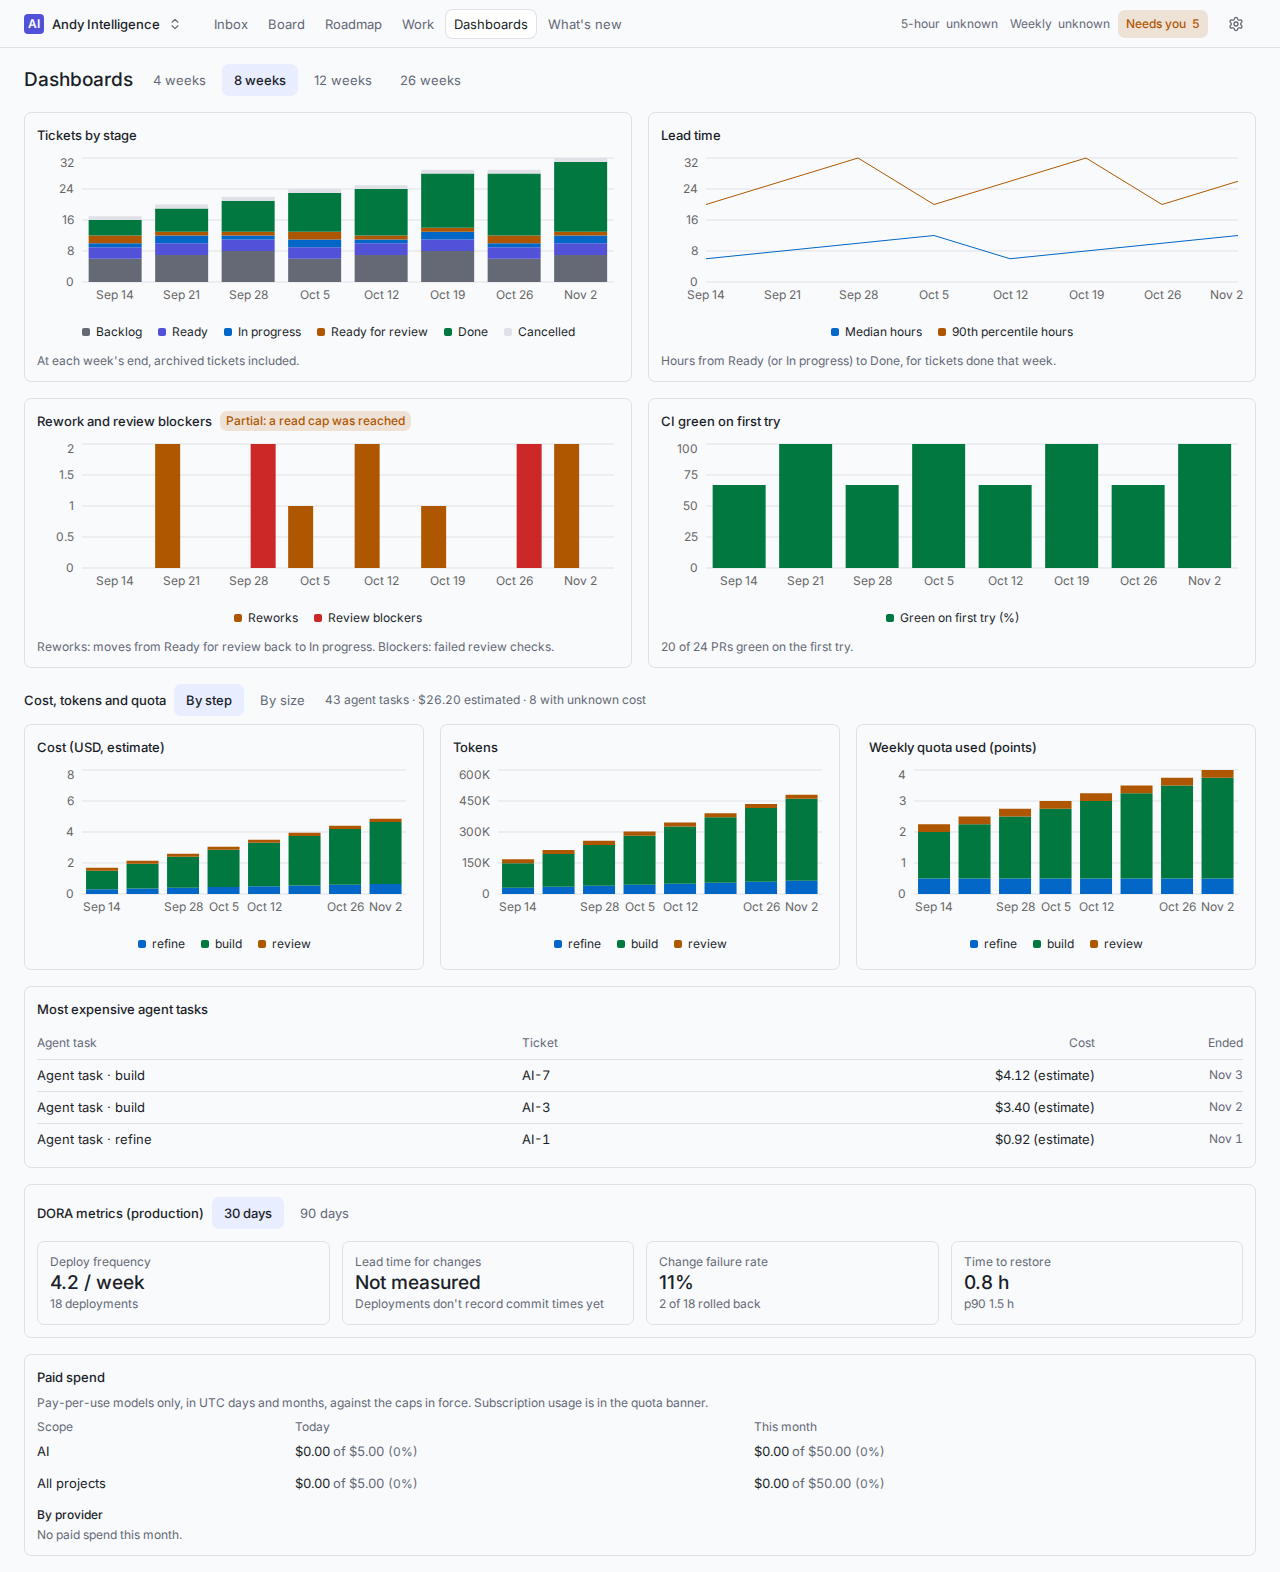 AI Andy Intelligence Inbox Board Roadmap Work Dashboards What's new 5-hour unknown Weekly unknown Needs you 5
Dashboards 4 weeks 8 weeks 12 weeks 26 weeks
Tickets by stage
32
24
16
8
0
Sep 14 Sep 21 Sep 28 Oct 5 Oct 12 Oct 19 Oct 26 Nov 2
Backlog Ready In progress Ready for review Done Cancelled
At each week's end, archived tickets included.
Lead time
32
24
16
8
0
Sep 14 Sep 21 Sep 28 Oct 5 Oct 12 Oct 19 Oct 26 Nov 2
Median hours 90th percentile hours
Hours from Ready (or In progress) to Done, for tickets done that week.
Rework and review blockers Partial: a read cap was reached
2
1.5
1
0.5
0
Sep 14 Sep 21 Sep 28 Oct 5 Oct 12 Oct 19 Oct 26 Nov 2
Reworks Review blockers
Reworks: moves from Ready for review back to In progress. Blockers: failed review checks.
CI green on first try
100
75
50
25
0
Sep 14 Sep 21 Sep 28 Oct 5 Oct 12 Oct 19 Oct 26 Nov 2
Green on first try (%)
20 of 24 PRs green on the first try.
Cost, tokens and quota By step By size 43 agent tasks · $26.20 estimated · 8 with unknown cost
Cost (USD, estimate)
8
6
4
2
0
Sep 14 Sep 28 Oct 5 Oct 12 Oct 26 Nov 2
refine build review
Tokens
600K
450K
300K
150K
0
Sep 14 Sep 28 Oct 5 Oct 12 Oct 26 Nov 2
refine build review
Weekly quota used (points)
4
3
2
1
0
Sep 14 Sep 28 Oct 5 Oct 12 Oct 26 Nov 2
refine build review
Most expensive agent tasks
Agent task Ticket Cost Ended
Agent task · build AI-7 $4.12 (estimate) Nov 3
Agent task · build AI-3 $3.40 (estimate) Nov 2
Agent task · refine AI-1 $0.92 (estimate) Nov 1
DORA metrics (production) 30 days 90 days
Deploy frequency
4.2 / week
18 deployments
Lead time for changes
Not measured
Deployments don't record commit times yet
Change failure rate
11%
2 of 18 rolled back
Time to restore
0.8 h
p90 1.5 h
Paid spend
Pay-per-use models only, in UTC days and months, against the caps in force. Subscription usage is in the quota banner.
Scope Today This month
AI $0.00 of $5.00 (0%) $0.00 of $50.00 (0%)
All projects $0.00 of $5.00 (0%) $0.00 of $50.00 (0%)
By provider
No paid spend this month.